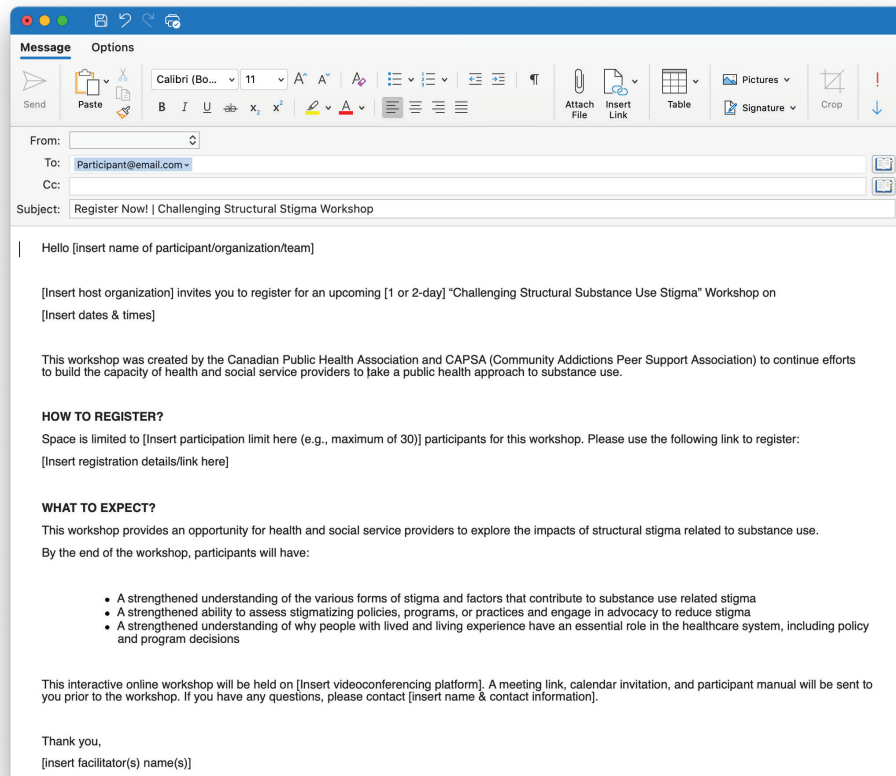 Message Options
Send
Paste
Calibri (Bo...
11
A^ A˅ A
B I U ab x₂ x² A
¶
Attach File
Insert Link
Table
Pictures
Signature
Crop
!
From:
To: Participant@email.com
Cc:
Subject: Register Now! | Challenging Structural Stigma Workshop
Hello [insert name of participant/organization/team]
[Insert host organization] invites you to register for an upcoming [1 or 2-day] “Challenging Structural Substance Use Stigma” Workshop on
[Insert dates & times]
This workshop was created by the Canadian Public Health Association and CAPSA (Community Addictions Peer Support Association) to continue efforts
to build the capacity of health and social service providers to take a public health approach to substance use.
HOW TO REGISTER?
Space is limited to [Insert participation limit here (e.g., maximum of 30)] participants for this workshop. Please use the following link to register:
[Insert registration details/link here]
WHAT TO EXPECT?
This workshop provides an opportunity for health and social service providers to explore the impacts of structural stigma related to substance use.
By the end of the workshop, participants will have:
• A strengthened understanding of the various forms of stigma and factors that contribute to substance use related stigma
• A strengthened ability to assess stigmatizing policies, programs, or practices and engage in advocacy to reduce stigma
• A strengthened understanding of why people with lived and living experience have an essential role in the healthcare system, including policy
and program decisions
This interactive online workshop will be held on [Insert videoconferencing platform]. A meeting link, calendar invitation, and participant manual will be sent to
you prior to the workshop. If you have any questions, please contact [insert name & contact information].
Thank you,
[insert facilitator(s) name(s)]